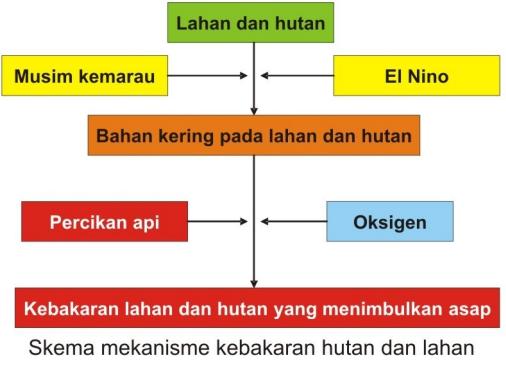 Lahan dan hutan
Musim kemarau
El Nino
Bahan kering pada lahan dan hutan
Percikan api
Oksigen
Kebakaran lahan dan hutan yang menimbulkan asap
Skema mekanisme kebakaran hutan dan lahan